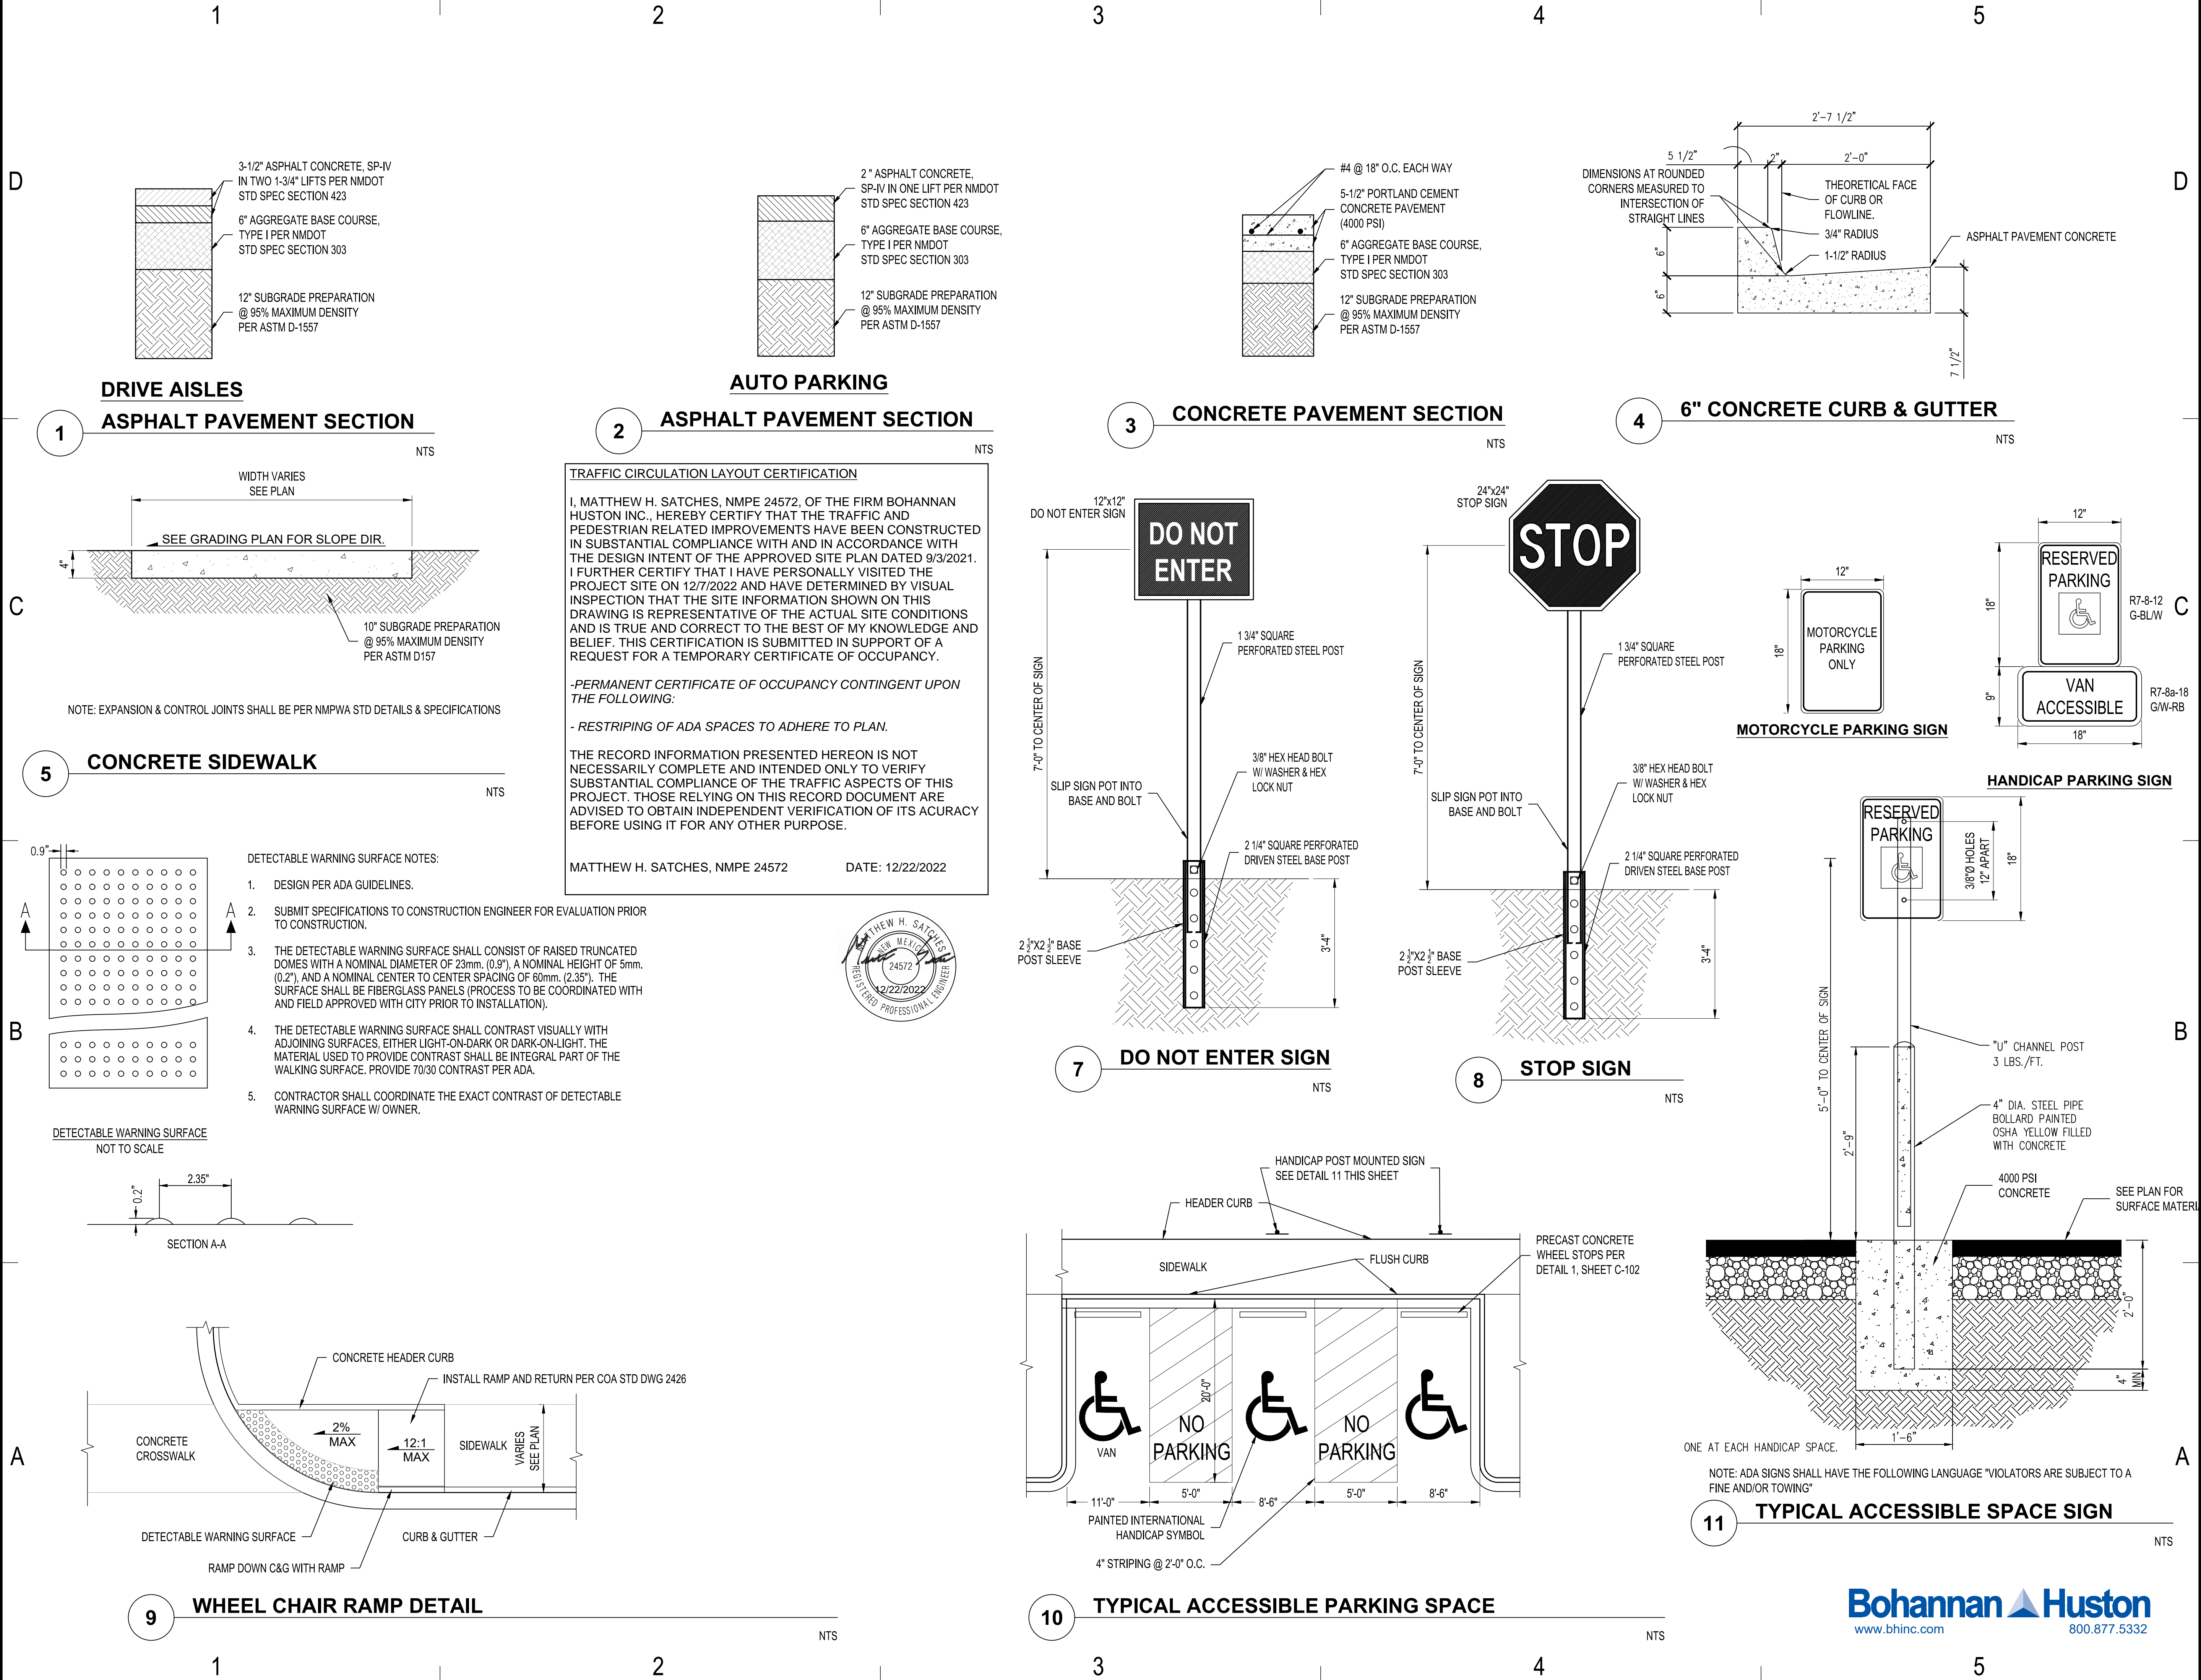 1
2
3
4
5
D
D
3-1/2" ASPHALT CONCRETE, SP-IV
IN TWO 1-3/4" LIFTS PER NMDOT
STD SPEC SECTION 423
6" AGGREGATE BASE COURSE,
TYPE I PER NMDOT
STD SPEC SECTION 303
12" SUBGRADE PREPARATION
@ 95% MAXIMUM DENSITY
PER ASTM D-1557
DRIVE AISLES
1
ASPHALT PAVEMENT SECTION
NTS
2 " ASPHALT CONCRETE,
SP-IV IN ONE LIFT PER NMDOT
STD SPEC SECTION 423
6" AGGREGATE BASE COURSE,
TYPE I PER NMDOT
STD SPEC SECTION 303
12" SUBGRADE PREPARATION
@ 95% MAXIMUM DENSITY
PER ASTM D-1557
AUTO PARKING
2
ASPHALT PAVEMENT SECTION
NTS
#4 @ 18" O.C. EACH WAY
5-1/2" PORTLAND CEMENT
CONCRETE PAVEMENT
(4000 PSI)
6" AGGREGATE BASE COURSE,
TYPE I PER NMDOT
STD SPEC SECTION 303
12" SUBGRADE PREPARATION
@ 95% MAXIMUM DENSITY
PER ASTM D-1557
3
CONCRETE PAVEMENT SECTION
NTS
2'-7 1/2"
5 1/2"
2"
2'-0"
DIMENSIONS AT ROUNDED
CORNERS MEASURED TO
INTERSECTION OF
STRAIGHT LINES
THEORETICAL FACE
OF CURB OR
FLOWLINE.
3/4" RADIUS
1-1/2" RADIUS
ASPHALT PAVEMENT CONCRETE
6"
6"
7 1/2"
4
6" CONCRETE CURB & GUTTER
NTS
WIDTH VARIES
SEE PLAN
SEE GRADING PLAN FOR SLOPE DIR.
4"
C
10" SUBGRADE PREPARATION
@ 95% MAXIMUM DENSITY
PER ASTM D157
NOTE: EXPANSION & CONTROL JOINTS SHALL BE PER NMPWA STD DETAILS & SPECIFICATIONS
5
CONCRETE SIDEWALK
NTS
TRAFFIC CIRCULATION LAYOUT CERTIFICATION
I, MATTHEW H. SATCHES, NMPE 24572, OF THE FIRM BOHANNAN
HUSTON INC., HEREBY CERTIFY THAT THE TRAFFIC AND
PEDESTRIAN RELATED IMPROVEMENTS HAVE BEEN CONSTRUCTED
IN SUBSTANTIAL COMPLIANCE WITH AND IN ACCORDANCE WITH
THE DESIGN INTENT OF THE APPROVED SITE PLAN DATED 9/3/2021.
I FURTHER CERTIFY THAT I HAVE PERSONALLY VISITED THE
PROJECT SITE ON 12/7/2022 AND HAVE DETERMINED BY VISUAL
INSPECTION THAT THE SITE INFORMATION SHOWN ON THIS
DRAWING IS REPRESENTATIVE OF THE ACTUAL SITE CONDITIONS
AND IS TRUE AND CORRECT TO THE BEST OF MY KNOWLEDGE AND
BELIEF. THIS CERTIFICATION IS SUBMITTED IN SUPPORT OF A
REQUEST FOR A TEMPORARY CERTIFICATE OF OCCUPANCY.
-PERMANENT CERTIFICATE OF OCCUPANCY CONTINGENT UPON
THE FOLLOWING:
- RESTRIPING OF ADA SPACES TO ADHERE TO PLAN.
THE RECORD INFORMATION PRESENTED HEREON IS NOT
NECESSARILY COMPLETE AND INTENDED ONLY TO VERIFY
SUBSTANTIAL COMPLIANCE OF THE TRAFFIC ASPECTS OF THIS
PROJECT. THOSE RELYING ON THIS RECORD DOCUMENT ARE
ADVISED TO OBTAIN INDEPENDENT VERIFICATION OF ITS ACURACY
BEFORE USING IT FOR ANY OTHER PURPOSE.
MATTHEW H. SATCHES, NMPE 24572 DATE: 12/22/2022
MATTHEW H. SATCHES
NEW MEXICO
24572
12/22/2022
REGISTERED PROFESSIONAL ENGINEER
12"x12"
DO NOT ENTER SIGN
DO NOT
ENTER
7'-0" TO CENTER OF SIGN
1 3/4" SQUARE
PERFORATED STEEL POST
3/8" HEX HEAD BOLT
W/ WASHER & HEX
LOCK NUT
SLIP SIGN POT INTO
BASE AND BOLT
2 1/4" SQUARE PERFORATED
DRIVEN STEEL BASE POST
2 ½"X2 ½" BASE
POST SLEEVE
3'-4"
7
DO NOT ENTER SIGN
NTS
24"x24"
STOP SIGN
STOP
7'-0" TO CENTER OF SIGN
1 3/4" SQUARE
PERFORATED STEEL POST
3/8" HEX HEAD BOLT
W/ WASHER & HEX
LOCK NUT
SLIP SIGN POT INTO
BASE AND BOLT
2 1/4" SQUARE PERFORATED
DRIVEN STEEL BASE POST
2 ½"X2 ½" BASE
POST SLEEVE
3'-4"
8
STOP SIGN
NTS
12"
18"
MOTORCYCLE
PARKING
ONLY
MOTORCYCLE PARKING SIGN
12"
18"
RESERVED
PARKING
R7-8-12
G-BL/W
C
9"
VAN
ACCESSIBLE
R7-8a-18
G/W-RB
18"
HANDICAP PARKING SIGN
0.9"
A
A
DETECTABLE WARNING SURFACE
NOT TO SCALE
DETECTABLE WARNING SURFACE NOTES:
1. DESIGN PER ADA GUIDELINES.
2. SUBMIT SPECIFICATIONS TO CONSTRUCTION ENGINEER FOR EVALUATION PRIOR
TO CONSTRUCTION.
3. THE DETECTABLE WARNING SURFACE SHALL CONSIST OF RAISED TRUNCATED
DOMES WITH A NOMINAL DIAMETER OF 23mm. (0.9"), A NOMINAL HEIGHT OF 5mm.
(0.2"), AND A NOMINAL CENTER TO CENTER SPACING OF 60mm. (2.35"). THE
SURFACE SHALL BE FIBERGLASS PANELS (PROCESS TO BE COORDINATED WITH
AND FIELD APPROVED WITH CITY PRIOR TO INSTALLATION).
4. THE DETECTABLE WARNING SURFACE SHALL CONTRAST VISUALLY WITH
ADJOINING SURFACES, EITHER LIGHT-ON-DARK OR DARK-ON-LIGHT. THE
MATERIAL USED TO PROVIDE CONTRAST SHALL BE INTEGRAL PART OF THE
WALKING SURFACE. PROVIDE 70/30 CONTRAST PER ADA.
5. CONTRACTOR SHALL COORDINATE THE EXACT CONTRAST OF DETECTABLE
WARNING SURFACE W/ OWNER.
B
B
0.2"
2.35"
SECTION A-A
CONCRETE HEADER CURB
INSTALL RAMP AND RETURN PER COA STD DWG 2426
CONCRETE
CROSSWALK
2%
MAX
12:1
MAX
SIDEWALK
VARIES
SEE PLAN
DETECTABLE WARNING SURFACE
CURB & GUTTER
RAMP DOWN C&G WITH RAMP
9
WHEEL CHAIR RAMP DETAIL
NTS
HANDICAP POST MOUNTED SIGN
SEE DETAIL 11 THIS SHEET
HEADER CURB
SIDEWALK
FLUSH CURB
PRECAST CONCRETE
WHEEL STOPS PER
DETAIL 1, SHEET C-102
20'-0"
VAN
NO
PARKING
NO
PARKING
11'-0"
5'-0"
8'-6"
5'-0"
8'-6"
PAINTED INTERNATIONAL
HANDICAP SYMBOL
4" STRIPING @ 2'-0" O.C.
10
TYPICAL ACCESSIBLE PARKING SPACE
NTS
RESERVED
PARKING
3/8"Ø HOLES
12" APART
18"
5'-0" TO CENTER OF SIGN
2'-9"
"U" CHANNEL POST
3 LBS./FT.
4" DIA. STEEL PIPE
BOLLARD PAINTED
OSHA YELLOW FILLED
WITH CONCRETE
4000 PSI
CONCRETE
SEE PLAN FOR
SURFACE MATERI
2'-0"
4"
MIN
1'-6"
ONE AT EACH HANDICAP SPACE.
NOTE: ADA SIGNS SHALL HAVE THE FOLLOWING LANGUAGE "VIOLATORS ARE SUBJECT TO A
FINE AND/OR TOWING"
11
TYPICAL ACCESSIBLE SPACE SIGN
NTS
A
A
Bohannan Huston
www.bhinc.com 800.877.5332
1
2
3
4
5